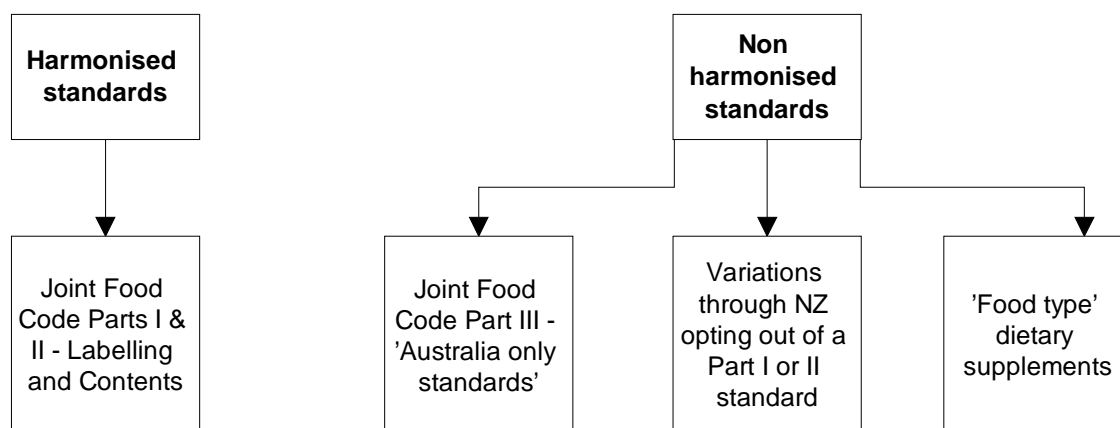 Harmonised
standards
Non
harmonised
standards
Joint Food
Code Parts I &
II - Labelling
and Contents
Joint Food
Code Part III -
’Australia only
standards’
Variations
through NZ
opting out of a
Part I or II
standard
’Food type’
dietary
supplements